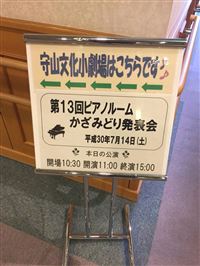 守山文化小劇場はこちらです♪
←←←←←
第13回ピアノルーム
かざみどり発表会
平成30年7月14日(土)
◇本日の公演◇
開場10:30 開演11:00 終演15:00